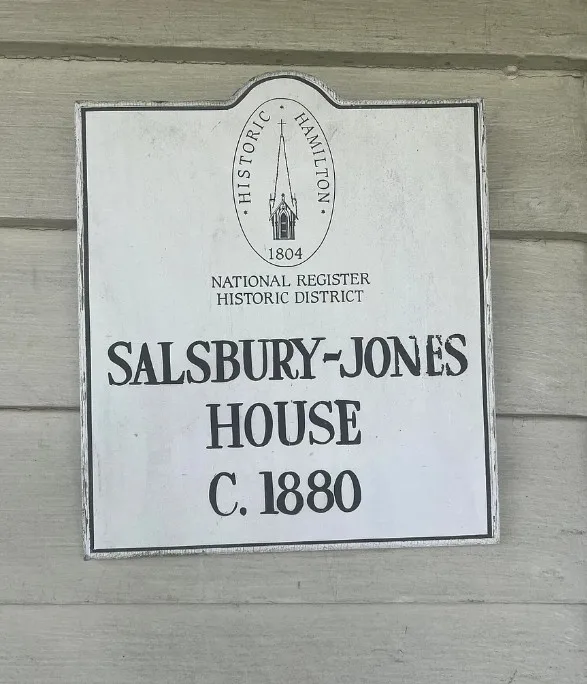 · HISTORIC · HAMILTON ·
1804
NATIONAL REGISTER
HISTORIC DISTRICT
SALSBURY-JONES
HOUSE
C. 1880